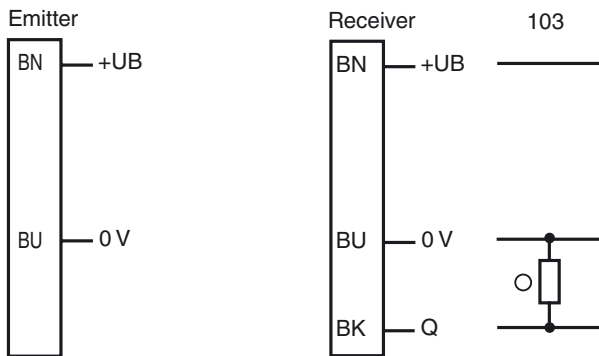 Emitter
BN +UB
BU 0 V
Receiver 103
BN +UB
BU 0 V
BK Q